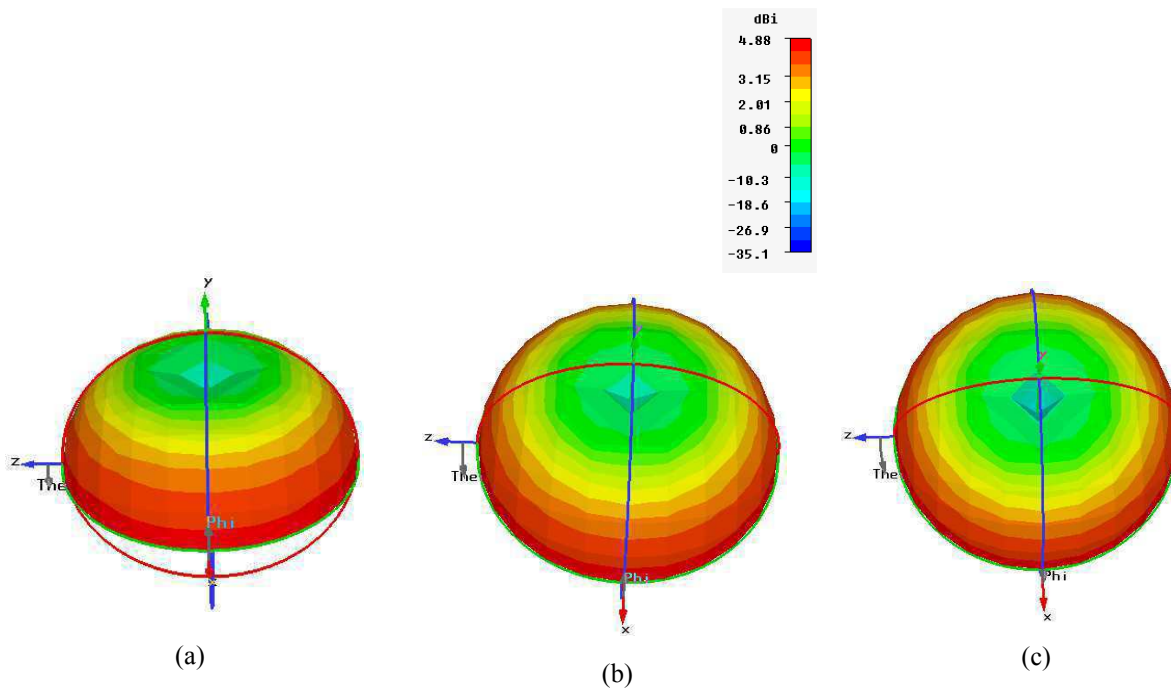 dBi
4.88
3.15
2.01
0.86
0
-10.3
-18.6
-26.9
-35.1
y
z
The
Phi
x
(a)
y
z
The
Phi
x
(b)
y
z
The
Phi
x
(c)